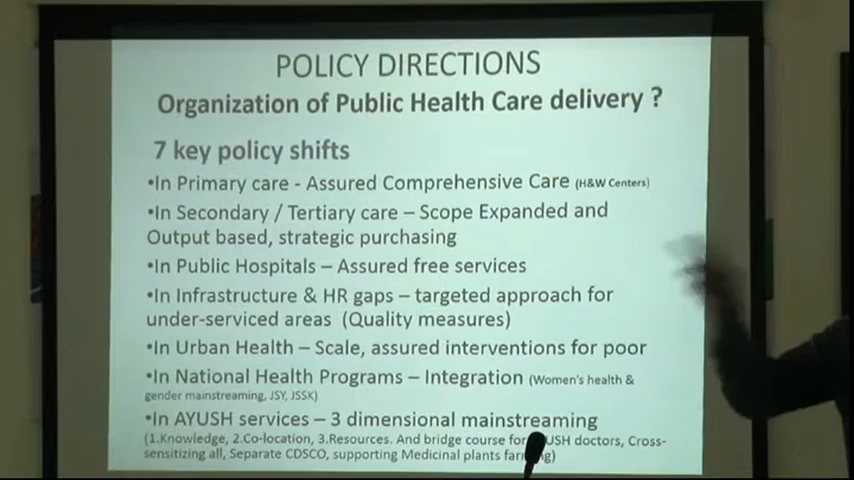 POLICY DIRECTIONS
Organization of Public Health Care delivery ?
7 key policy shifts
•In Primary care - Assured Comprehensive Care (H&W Centers)
•In Secondary / Tertiary care – Scope Expanded and
Output based, strategic purchasing
•In Public Hospitals – Assured free services
•In Infrastructure & HR gaps – targeted approach for
under-serviced areas (Quality measures)
•In Urban Health – Scale, assured interventions for poor
•In National Health Programs – Integration (Women's health &
gender mainstreaming, JSY, JSSK)
•In AYUSH services – 3 dimensional mainstreaming
(1.Knowledge, 2.Co-location, 3.Resources. And bridge course for doctors, Cross-
sensitizing all, Separate CDSCO, supporting Medicinal plants